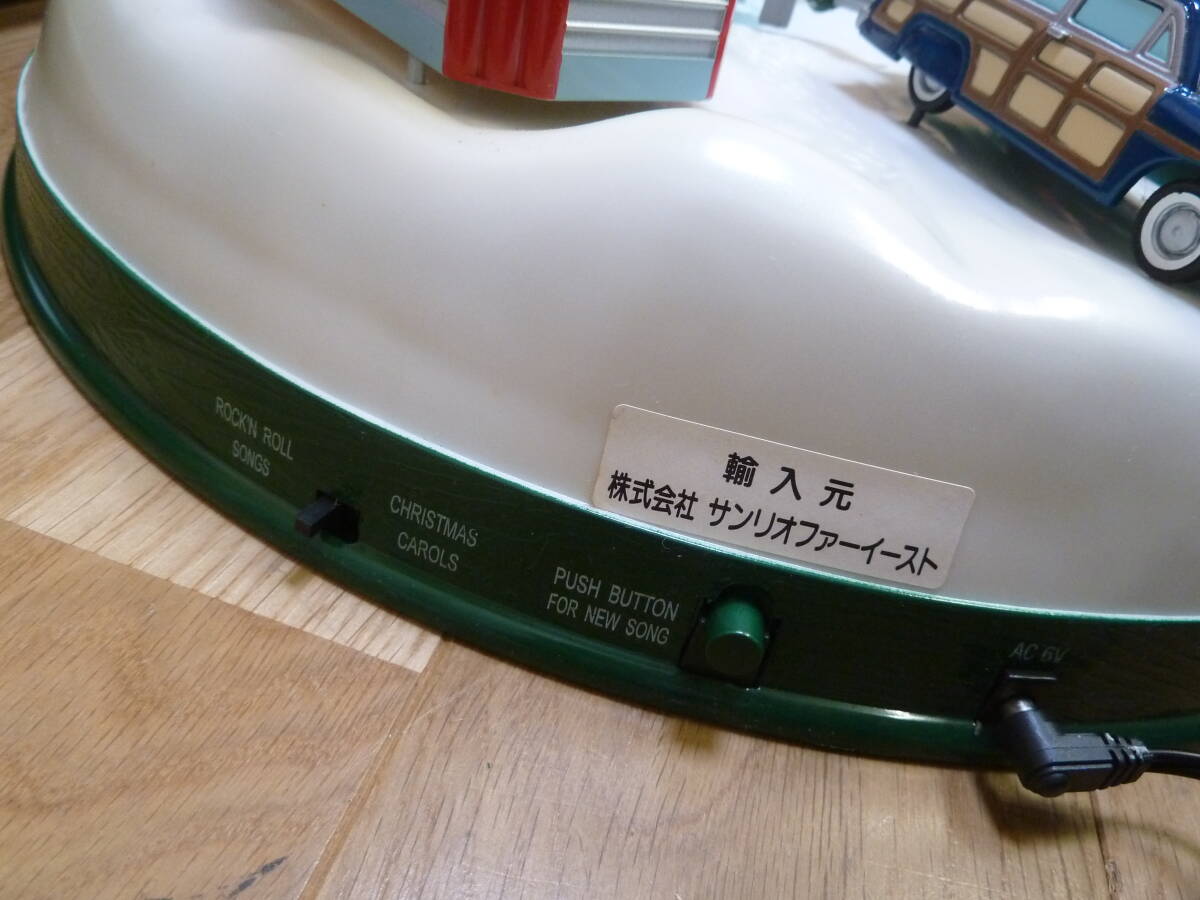 ROCK'N ROLL
SONGS
CHRISTMAS
CAROLS
PUSH BUTTON
FOR NEW SONG
輸入元
株式会社 サンリオファーイースト
AC 6V